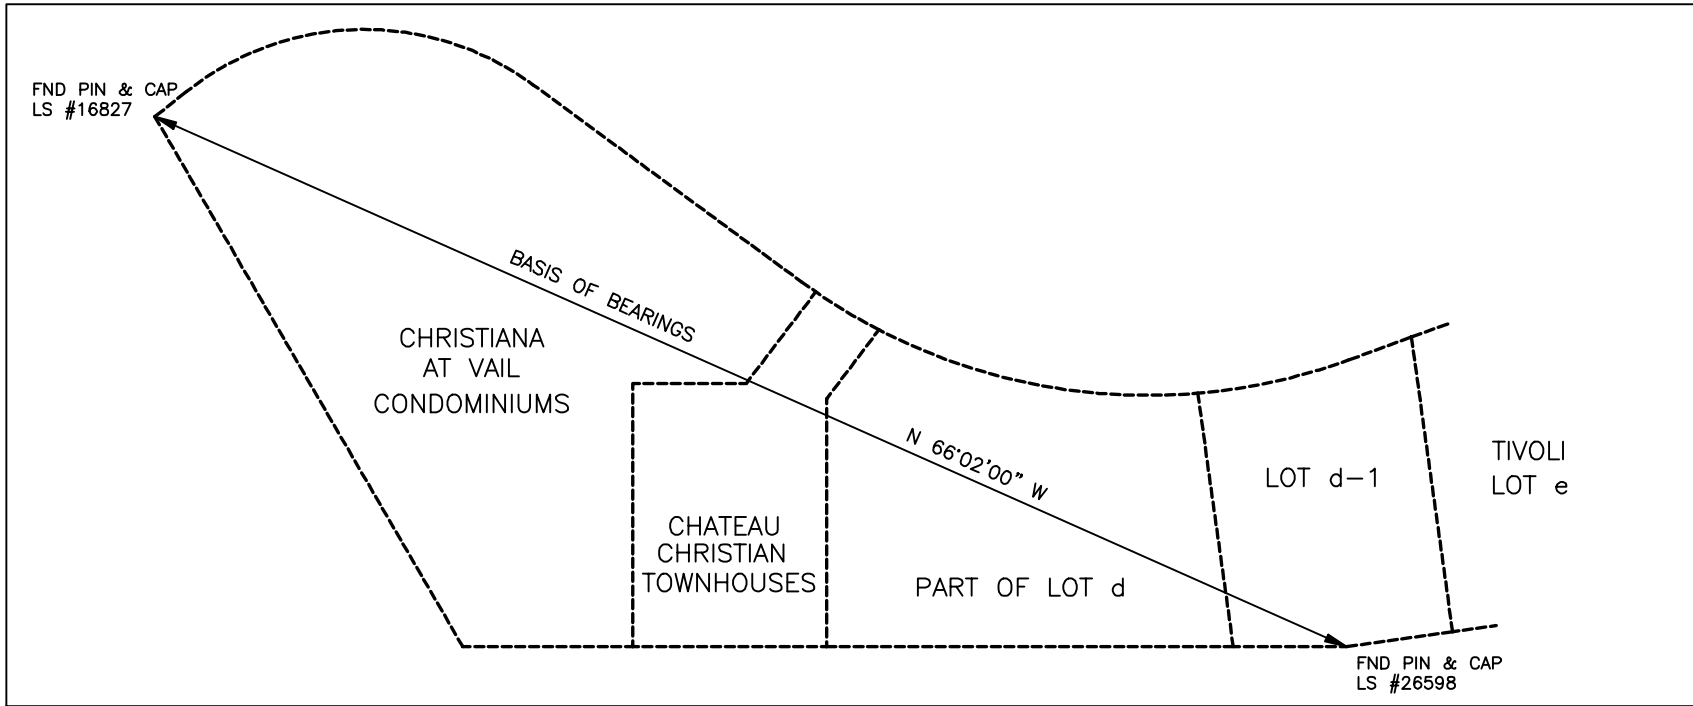 FND PIN & CAP
LS #16827
BASIS OF BEARINGS
CHRISTIANA
AT VAIL
CONDOMINIUMS
N 66°02'00" W
TIVOLI
LOT e
LOT d-1
CHATEAU
CHRISTIAN
TOWNHOUSES
PART OF LOT d
FND PIN & CAP
LS #26598